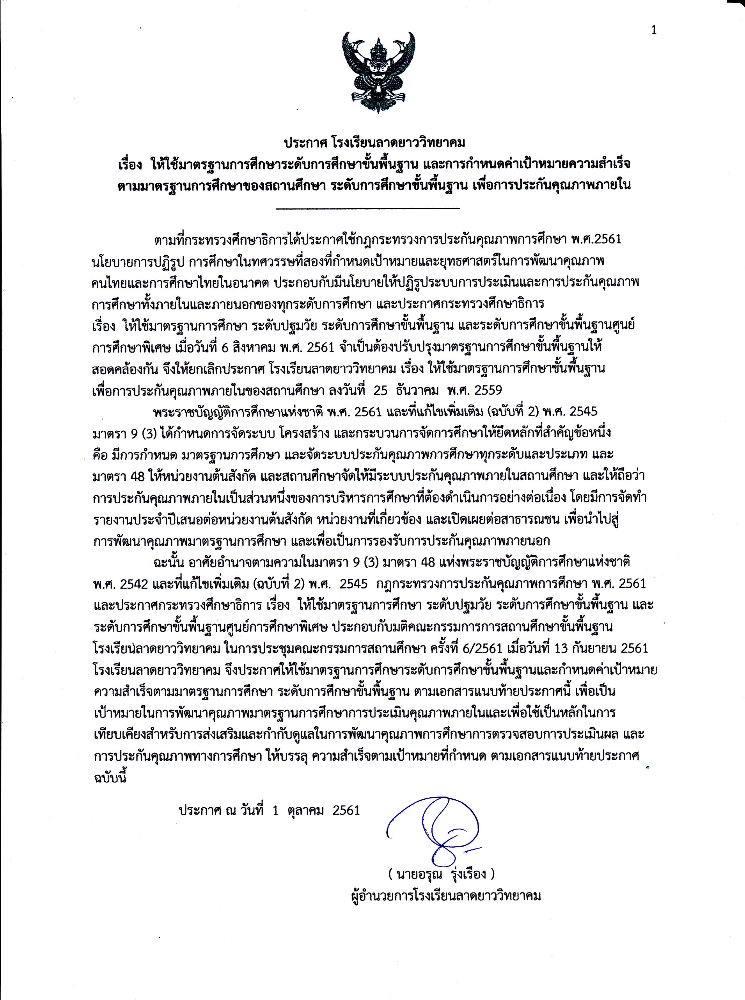 1
ประกาศ โรงเรียนลาดยาววิทยาคม
เรื่อง ให้ใช้มาตรฐานการศึกษาระดับการศึกษาขั้นพื้นฐาน และการกำหนดค่าเป้าหมายความสำเร็จ
ตามมาตรฐานการศึกษาของสถานศึกษา ระดับการศึกษาขั้นพื้นฐาน เพื่อการประกันคุณภาพภายใน
ตามที่กระทรวงศึกษาธิการได้ประกาศใช้กฎกระทรวงการประกันคุณภาพการศึกษา พ.ศ.2561
นโยบายการปฏิรูป การศึกษาในทศวรรษที่สองที่กำหนดเป้าหมายและยุทธศาสตร์ในการพัฒนาคุณภาพ
คนไทยและการศึกษาไทยในอนาคต ประกอบกับมีนโยบายให้ปฏิรูประบบการประเมินและการประกันคุณภาพ
การศึกษาทั้งภายในและภายนอกของทุกระดับการศึกษา และประกาศกระทรวงศึกษาธิการ
เรื่อง ให้ใช้มาตรฐานการศึกษา ระดับปฐมวัย ระดับการศึกษาขั้นพื้นฐาน และระดับการศึกษาขั้นพื้นฐานศูนย์
การศึกษาพิเศษ เมื่อวันที่ 6 สิงหาคม พ.ศ. 2561 จำเป็นต้องปรับปรุงมาตรฐานการศึกษาขั้นพื้นฐานให้
สอดคล้องกัน จึงให้ยกเลิกประกาศ โรงเรียนลาดยาววิทยาคม เรื่อง ให้ใช้มาตรฐานการศึกษาขั้นพื้นฐาน
เพื่อการประกันคุณภาพภายในของสถานศึกษา ลงวันที่ 25 ธันวาคม พ.ศ. 2559
พระราชบัญญัติการศึกษาแห่งชาติ พ.ศ. 2561 และที่แก้ไขเพิ่มเติม (ฉบับที่ 2) พ.ศ. 2545
มาตรา 9 (3) ได้กำหนดการจัดระบบ โครงสร้าง และกระบวนการจัดการศึกษาให้ยึดหลักที่สำคัญข้อหนึ่ง
คือ มีการกำหนด มาตรฐานการศึกษา และจัดระบบประกันคุณภาพการศึกษาทุกระดับและประเภท และ
มาตรา 48 ให้หน่วยงานต้นสังกัด และสถานศึกษาจัดให้มีระบบประกันคุณภาพภายในสถานศึกษา และให้ถือว่า
การประกันคุณภาพภายในเป็นส่วนหนึ่งของการบริหารการศึกษาที่ต้องดำเนินการอย่างต่อเนื่อง โดยมีการจัดทำ
รายงานประจำปีเสนอต่อหน่วยงานต้นสังกัด หน่วยงานที่เกี่ยวข้อง และเปิดเผยต่อสาธารณชน เพื่อนำไปสู่
การพัฒนาคุณภาพมาตรฐานการศึกษา และเพื่อเป็นการรองรับการประกันคุณภาพภายนอก
ฉะนั้น อาศัยอำนาจตามความในมาตรา 9 (3) มาตรา 48 แห่งพระราชบัญญัติการศึกษาแห่งชาติ
พ.ศ. 2542 และที่แก้ไขเพิ่มเติม (ฉบับที่ 2) พ.ศ. 2545 กฎกระทรวงการประกันคุณภาพการศึกษา พ.ศ. 2561
และประกาศกระทรวงศึกษาธิการ เรื่อง ให้ใช้มาตรฐานการศึกษา ระดับปฐมวัย ระดับการศึกษาขั้นพื้นฐาน และ
ระดับการศึกษาขั้นพื้นฐานศูนย์การศึกษาพิเศษ ประกอบกับมติคณะกรรมการการสถานศึกษาขั้นพื้นฐาน
โรงเรียนลาดยาววิทยาคม ในการประชุมคณะกรรมการสถานศึกษา ครั้งที่ 6/2561 เมื่อวันที่ 13 กันยายน 2561
โรงเรียนลาดยาววิทยาคม จึงประกาศให้ใช้มาตรฐานการศึกษาระดับการศึกษาขั้นพื้นฐานและกำหนดค่าเป้าหมาย
ความสำเร็จตามมาตรฐานการศึกษา ระดับการศึกษาขั้นพื้นฐาน ตามเอกสารแนบท้ายประกาศนี้ เพื่อเป็น
เป้าหมายในการพัฒนาคุณภาพมาตรฐานการศึกษาการประเมินคุณภาพภายในและเพื่อใช้เป็นหลักในการ
เทียบเคียงสำหรับการส่งเสริมและกำกับดูแลในการพัฒนาคุณภาพการศึกษาการตรวจสอบการประเมินผล และ
การประกันคุณภาพทางการศึกษา ให้บรรลุ ความสำเร็จตามเป้าหมายที่กำหนด ตามเอกสารแนบท้ายประกาศ
ฉบับนี้
ประกาศ ณ วันที่ 1 ตุลาคม 2561
( นายอรุณ รุ่งเรือง )
ผู้อำนวยการโรงเรียนลาดยาววิทยาคม